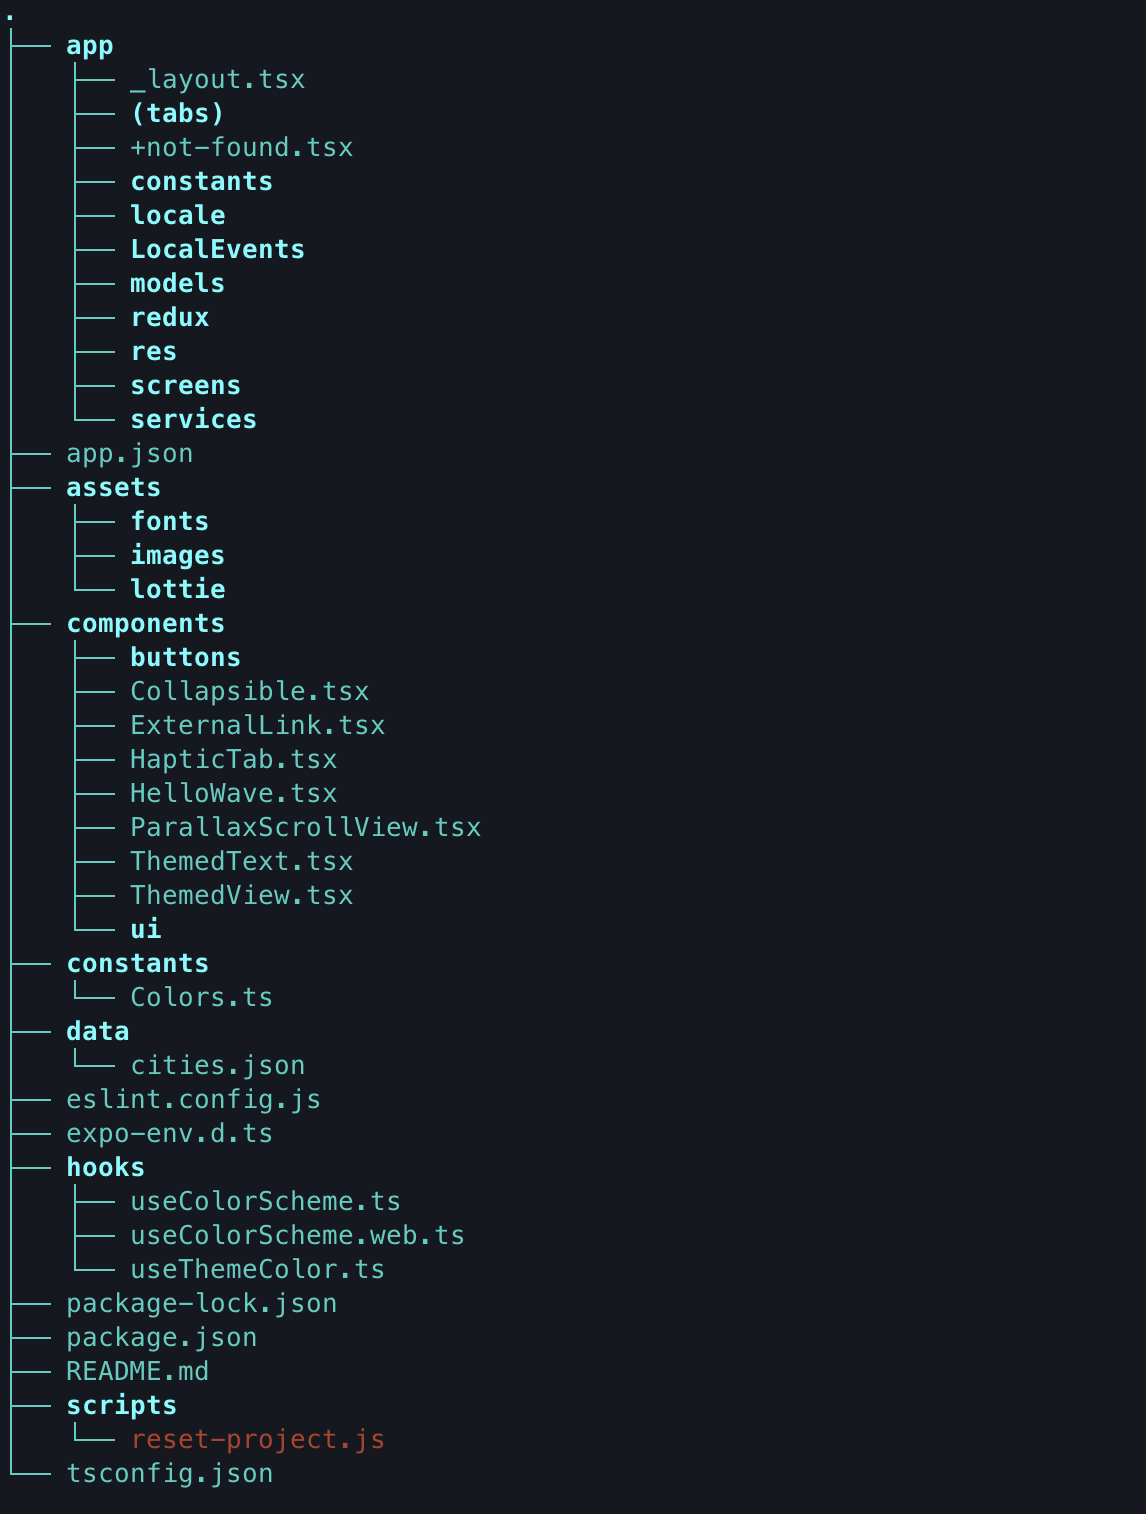 .
├── app
│   ├── _layout.tsx
│   ├── (tabs)
│   ├── +not-found.tsx
│   ├── constants
│   ├── locale
│   ├── LocalEvents
│   ├── models
│   ├── redux
│   ├── res
│   ├── screens
│   └── services
├── app.json
├── assets
│   ├── fonts
│   ├── images
│   └── lottie
├── components
│   ├── buttons
│   ├── Collapsible.tsx
│   ├── ExternalLink.tsx
│   ├── HapticTab.tsx
│   ├── HelloWave.tsx
│   ├── ParallaxScrollView.tsx
│   ├── ThemedText.tsx
│   ├── ThemedView.tsx
│   └── ui
├── constants
│   └── Colors.ts
├── data
│   └── cities.json
├── eslint.config.js
├── expo-env.d.ts
├── hooks
│   ├── useColorScheme.ts
│   ├── useColorScheme.web.ts
│   └── useThemeColor.ts
├── package-lock.json
├── package.json
├── README.md
├── scripts
│   └── reset-project.js
└── tsconfig.json